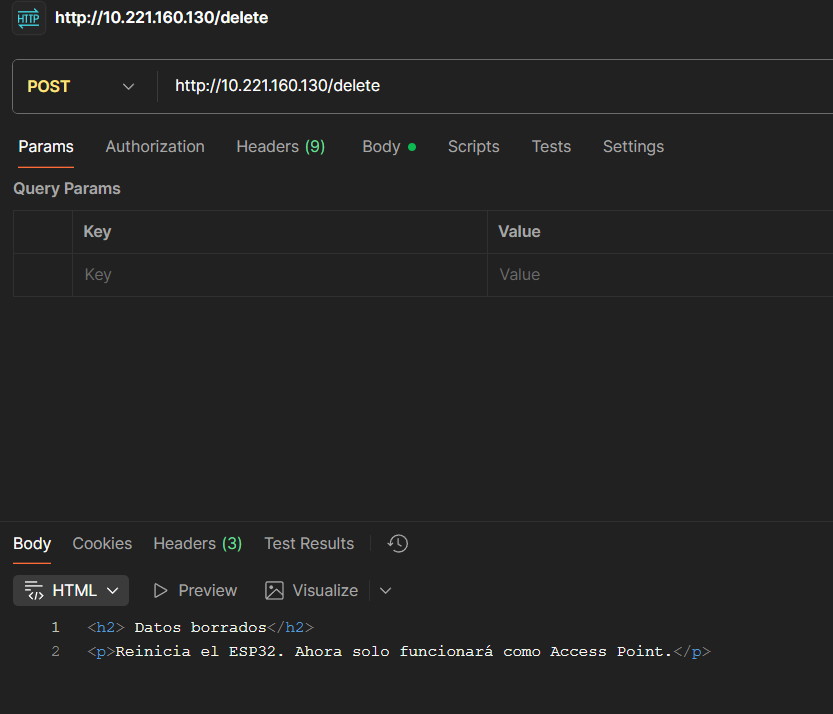 HTTP http://10.221.160.130/delete
POST http://10.221.160.130/delete
Params Authorization Headers (9) Body Scripts Tests Settings
Query Params
Key Value
Key Value
Body Cookies Headers (3) Test Results
HTML Preview Visualize
1 <h2> Datos borrados</h2>
2 <p>Reinicia el ESP32. Ahora solo funcionará como Access Point.</p>